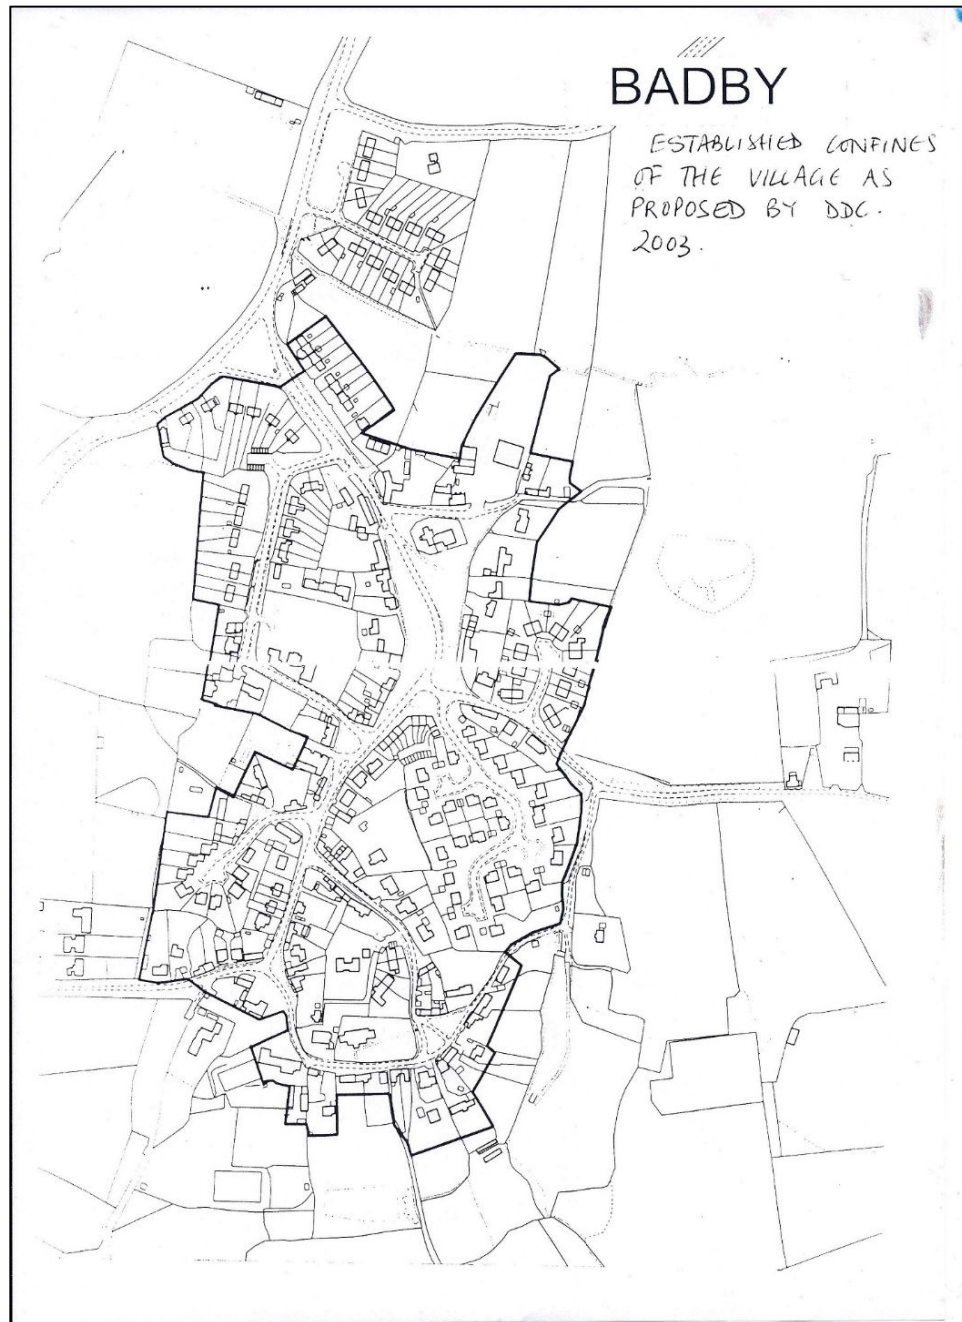 BADBY
ESTABLISHED CONFINES
OF THE VILLAGE AS
PROPOSED BY DDC.
2003.